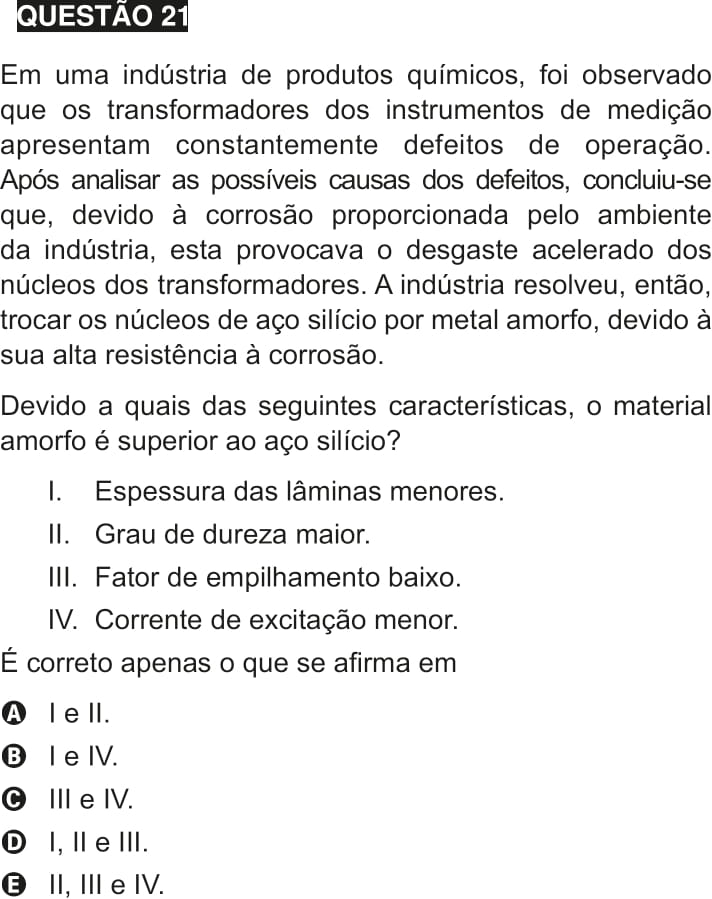 QUESTÃO 21
Em uma indústria de produtos químicos, foi observado
que os transformadores dos instrumentos de medição
apresentam constantemente defeitos de operação.
Após analisar as possíveis causas dos defeitos, concluiu-se
que, devido à corrosão proporcionada pelo ambiente
da indústria, esta provocava o desgaste acelerado dos
núcleos dos transformadores. A indústria resolveu, então,
trocar os núcleos de aço silício por metal amorfo, devido à
sua alta resistência à corrosão.
Devido a quais das seguintes características, o material
amorfo é superior ao aço silício?
I. Espessura das lâminas menores.
II. Grau de dureza maior.
III. Fator de empilhamento baixo.
IV. Corrente de excitação menor.
É correto apenas o que se afirma em
A I e II.
B I e IV.
C III e IV.
D I, II e III.
E II, III e IV.